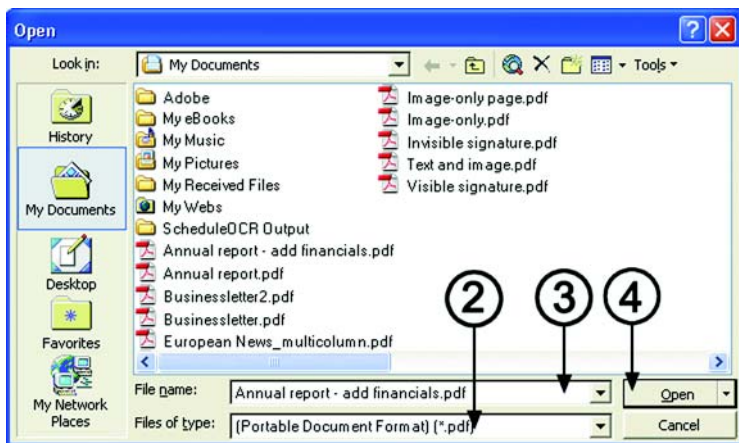 Open
Look in: My Documents Tools
History
My Documents
Desktop
Favorites
My Network
Places
Adobe
My eBooks
My Music
My Pictures
My Received Files
My Webs
ScheduleOCR Output
Annual report - add financials.pdf
Annual report.pdf
Businessletter2.pdf
Businessletter.pdf
European News_multicolumn.pdf
Image-only page.pdf
Image-only.pdf
Invisible signature.pdf
Text and image.pdf
Visible signature.pdf
2 3 4
File name: Annual report - add financials.pdf Open
Files of type: (Portable Document Format) (*.pdf) Cancel